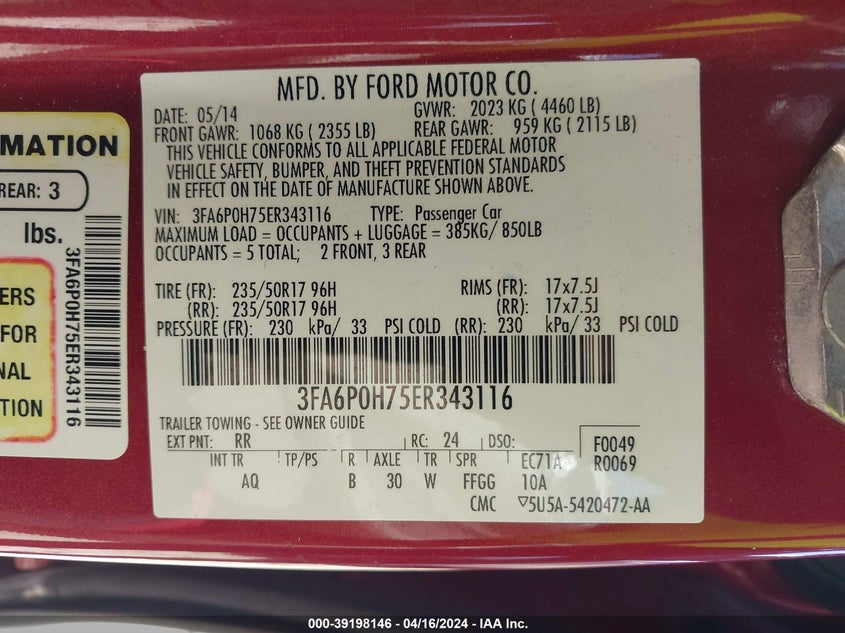 MFD. BY FORD MOTOR CO.
DATE: 05/14 GVWR: 2023 KG ( 4460 LB)
FRONT GAWR: 1068 KG ( 2355 LB) REAR GAWR: 959 KG ( 2115 LB)
THIS VEHICLE CONFORMS TO ALL APPLICABLE FEDERAL MOTOR
VEHICLE SAFETY, BUMPER, AND THEFT PREVENTION STANDARDS
IN EFFECT ON THE DATE OF MANUFACTURE SHOWN ABOVE.
VIN: 3FA6P0H75ER343116 TYPE: Passenger Car
MAXIMUM LOAD = OCCUPANTS + LUGGAGE = 385KG/ 850LB
OCCUPANTS = 5 TOTAL; 2 FRONT, 3 REAR
TIRE (FR): 235/50R17 96H RIMS (FR): 17x7.5J
(RR): 235/50R17 96H (RR): 17x7.5J
PRESSURE (FR): 230 kPa/ 33 PSI COLD (RR): 230 kPa/ 33 PSI COLD
3FA6P0H75ER343116
TRAILER TOWING - SEE OWNER GUIDE
EXT PNT: RR RC: 24 DSO: F0049
INT TR TP/PS R AXLE TR SPR EC71A R0069
AQ B 30 W FFGG 10A
CMC ▽5U5A-5420472-AA
MATION
REAR: 3
lbs.
3FA6P0H75ER343116
ERS
FOR
NAL
TION
000-39198146 - 04/16/2024 - IAA Inc.